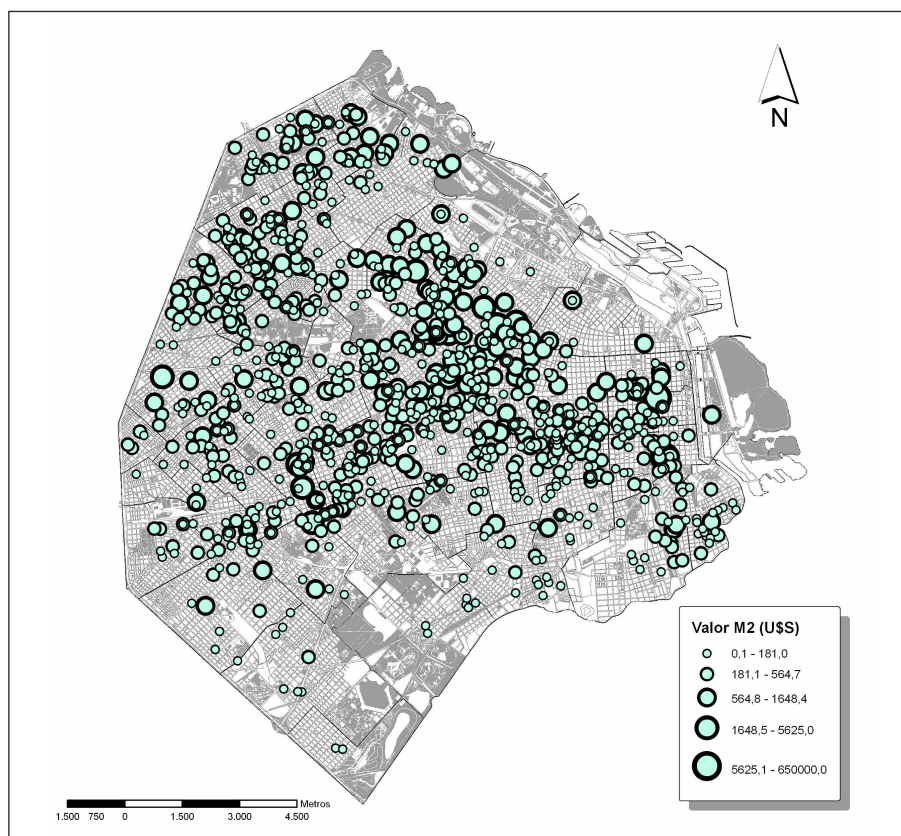 N
Valor M2 (U$S)
0,1 - 181,0
181,1 - 564,7
564,8 - 1648,4
1648,5 - 5625,0
5625,1 - 650000,0
Metros
1.500 750 0 1.500 3.000 4.500